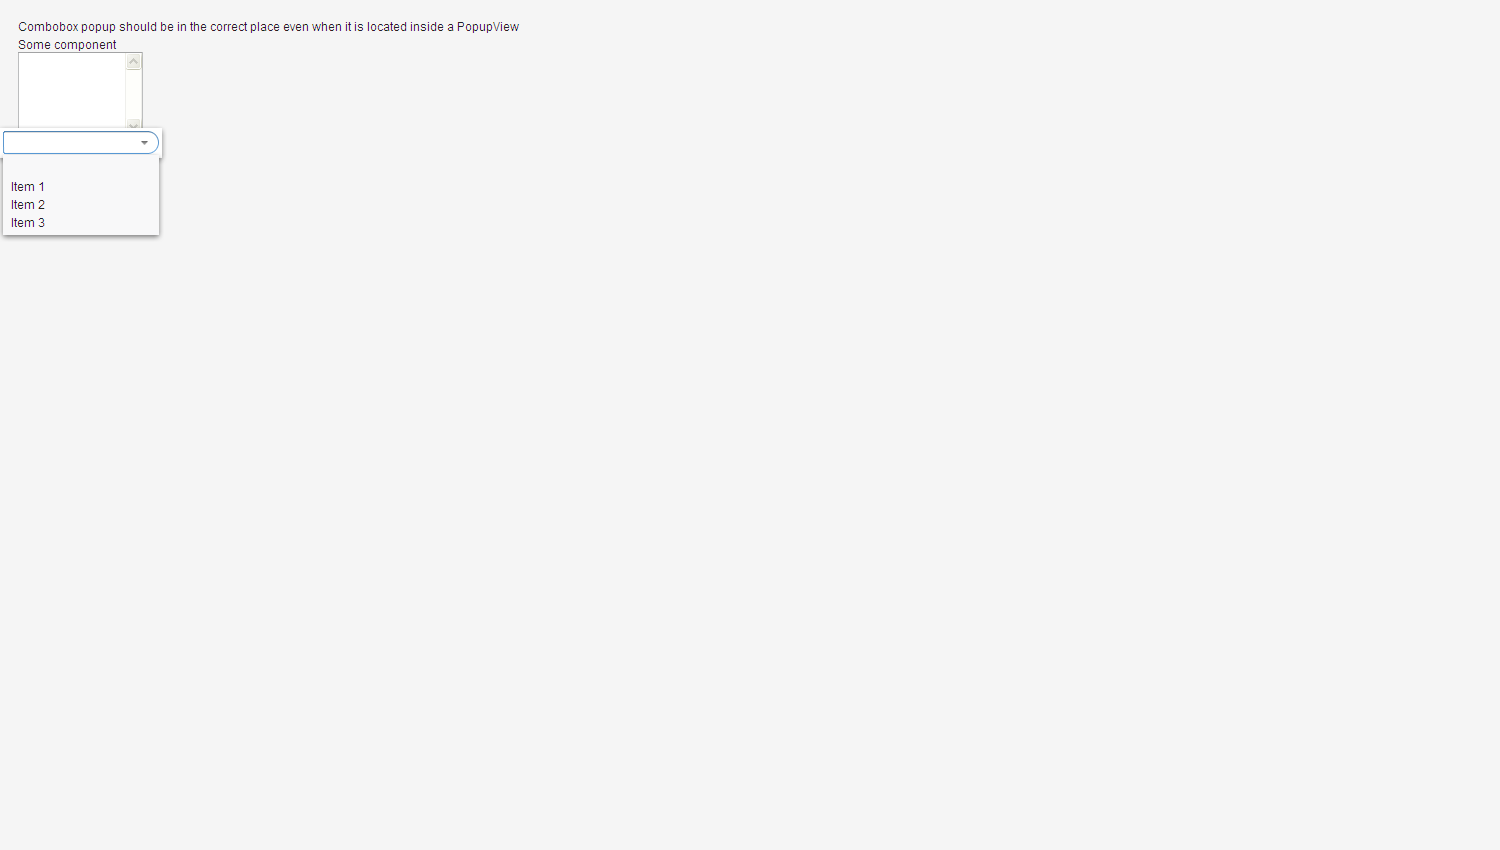 Combobox popup should be in the correct place even when it is located inside a PopupView
Some component
Item 1
Item 2
Item 3